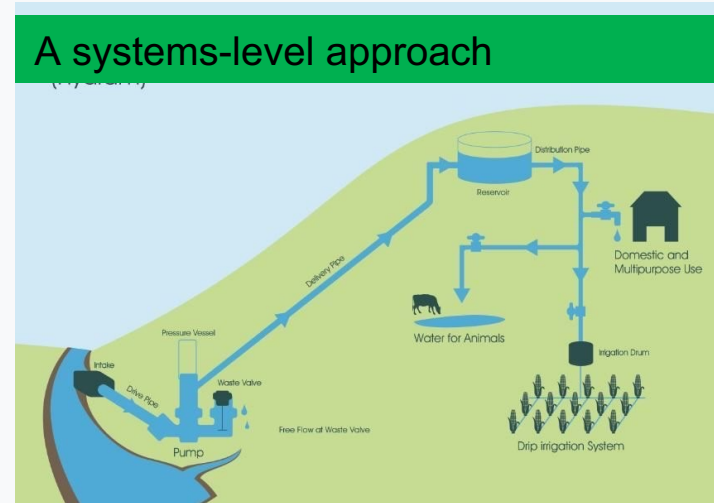 A systems-level approach
(hydram)
Distribution Pipe
Reservoir
Delivery Pipe
Domestic and
Multipurpose Use
Water for Animals
Pressure Vessel
Intake
Waste Valve
Drive Pipe
Irrigation Drum
Free Flow at Waste Valve
Pump
Drip irrigation System